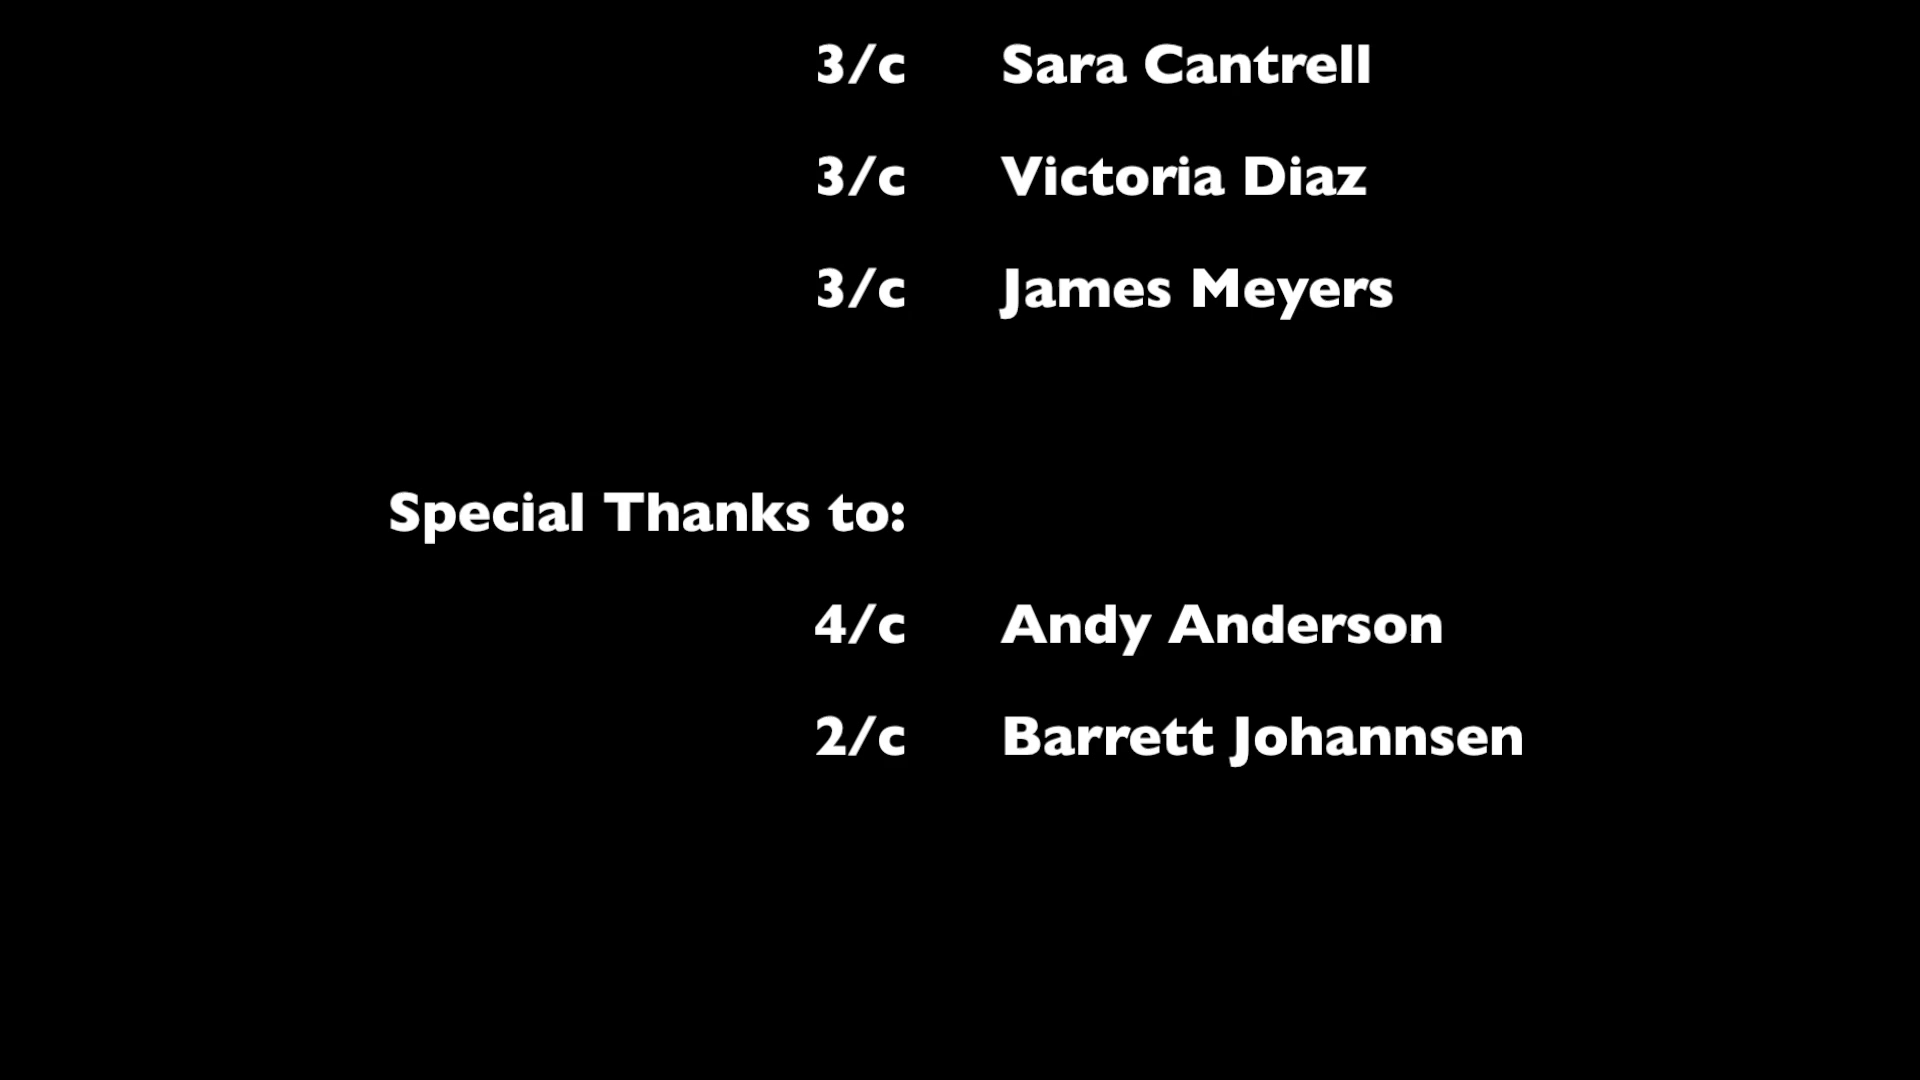 3/c Sara Cantrell
3/c Victoria Diaz
3/c James Meyers
Special Thanks to:
4/c Andy Anderson
2/c Barrett Johannsen